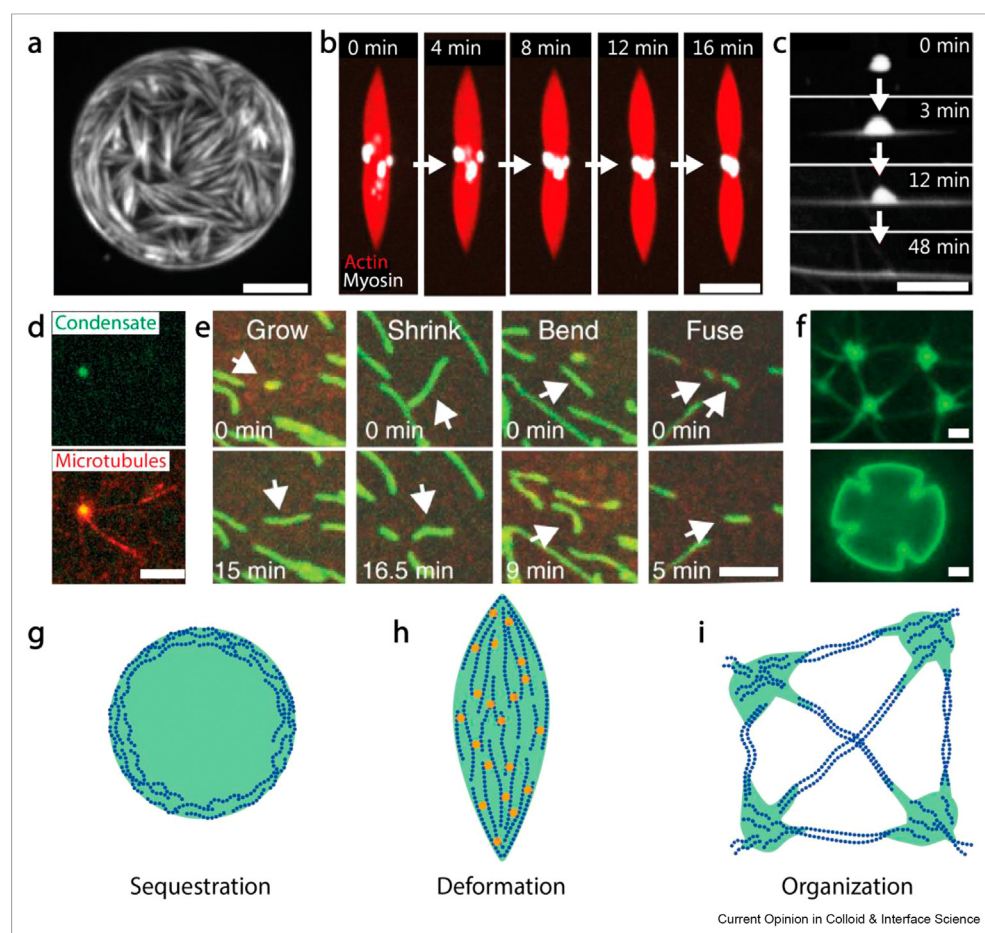 a
b
0 min
4 min
8 min
12 min
16 min
Actin
Myosin
c
0 min
3 min
12 min
48 min
d
Condensate
Microtubules
e
Grow
Shrink
Bend
Fuse
0 min
0 min
0 min
0 min
15 min
16.5 min
9 min
5 min
f
g
h
i
Sequestration
Deformation
Organization
Current Opinion in Colloid & Interface Science